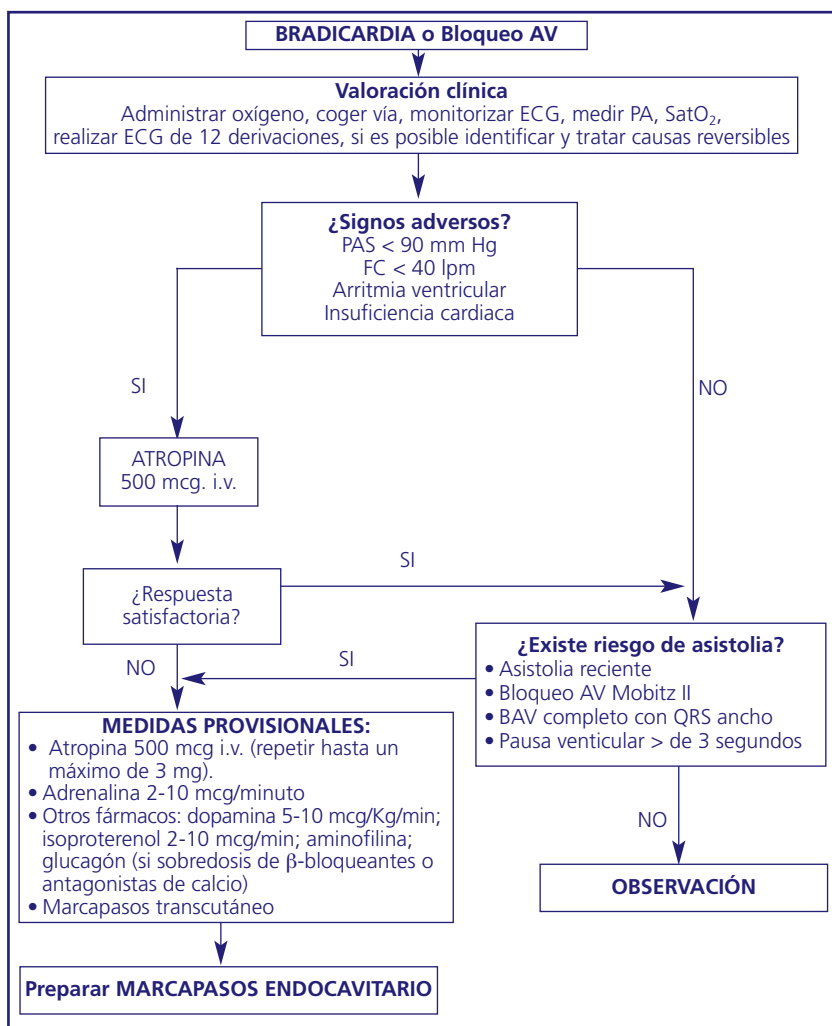 BRADICARDIA o Bloqueo AV
Valoración clínica
Administrar oxígeno, coger vía, monitorizar ECG, medir PA, SatO₂,
realizar ECG de 12 derivaciones, si es posible identificar y tratar causas reversibles
¿Signos adversos?
PAS < 90 mm Hg
FC < 40 lpm
Arritmia ventricular
Insuficiencia cardiaca
SI
NO
ATROPINA
500 mcg. i.v.
¿Respuesta
satisfactoria?
SI
NO
¿Existe riesgo de asistolia?
• Asistolia reciente
• Bloqueo AV Mobitz II
• BAV completo con QRS ancho
• Pausa venticular > de 3 segundos
SI
NO
MEDIDAS PROVISIONALES:
• Atropina 500 mcg i.v. (repetir hasta un
máximo de 3 mg).
• Adrenalina 2-10 mcg/minuto
• Otros fármacos: dopamina 5-10 mcg/Kg/min;
isoproterenol 2-10 mcg/min; aminofilina;
glucagón (si sobredosis de β-bloqueantes o
antagonistas de calcio)
• Marcapasos transcutáneo
OBSERVACIÓN
Preparar MARCAPASOS ENDOCAVITARIO